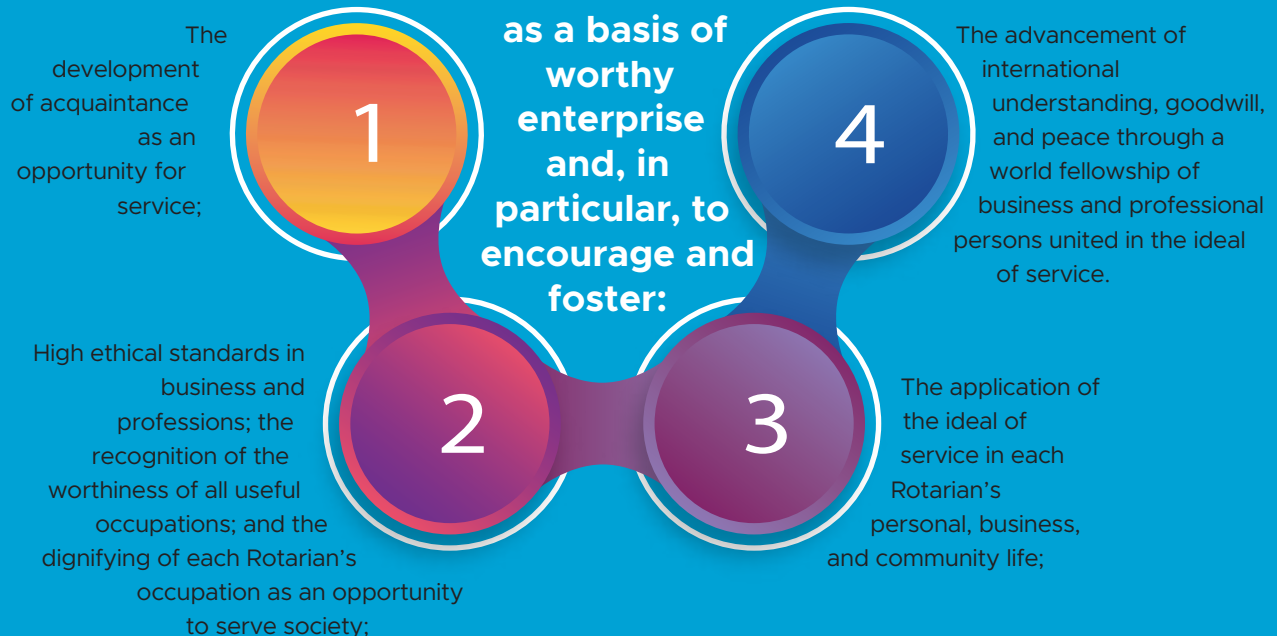 as a basis of
worthy
enterprise
and, in
particular, to
encourage and
foster:
1
The
development
of acquaintance
as an
opportunity for
service;
2
High ethical standards in
business and
professions; the
recognition of the
worthiness of all useful
occupations; and the
dignifying of each Rotarian’s
occupation as an opportunity
to serve society;
3
The application of
the ideal of
service in each
Rotarian’s
personal, business,
and community life;
4
The advancement of
international
understanding, goodwill,
and peace through a
world fellowship of
business and professional
persons united in the ideal
of service.